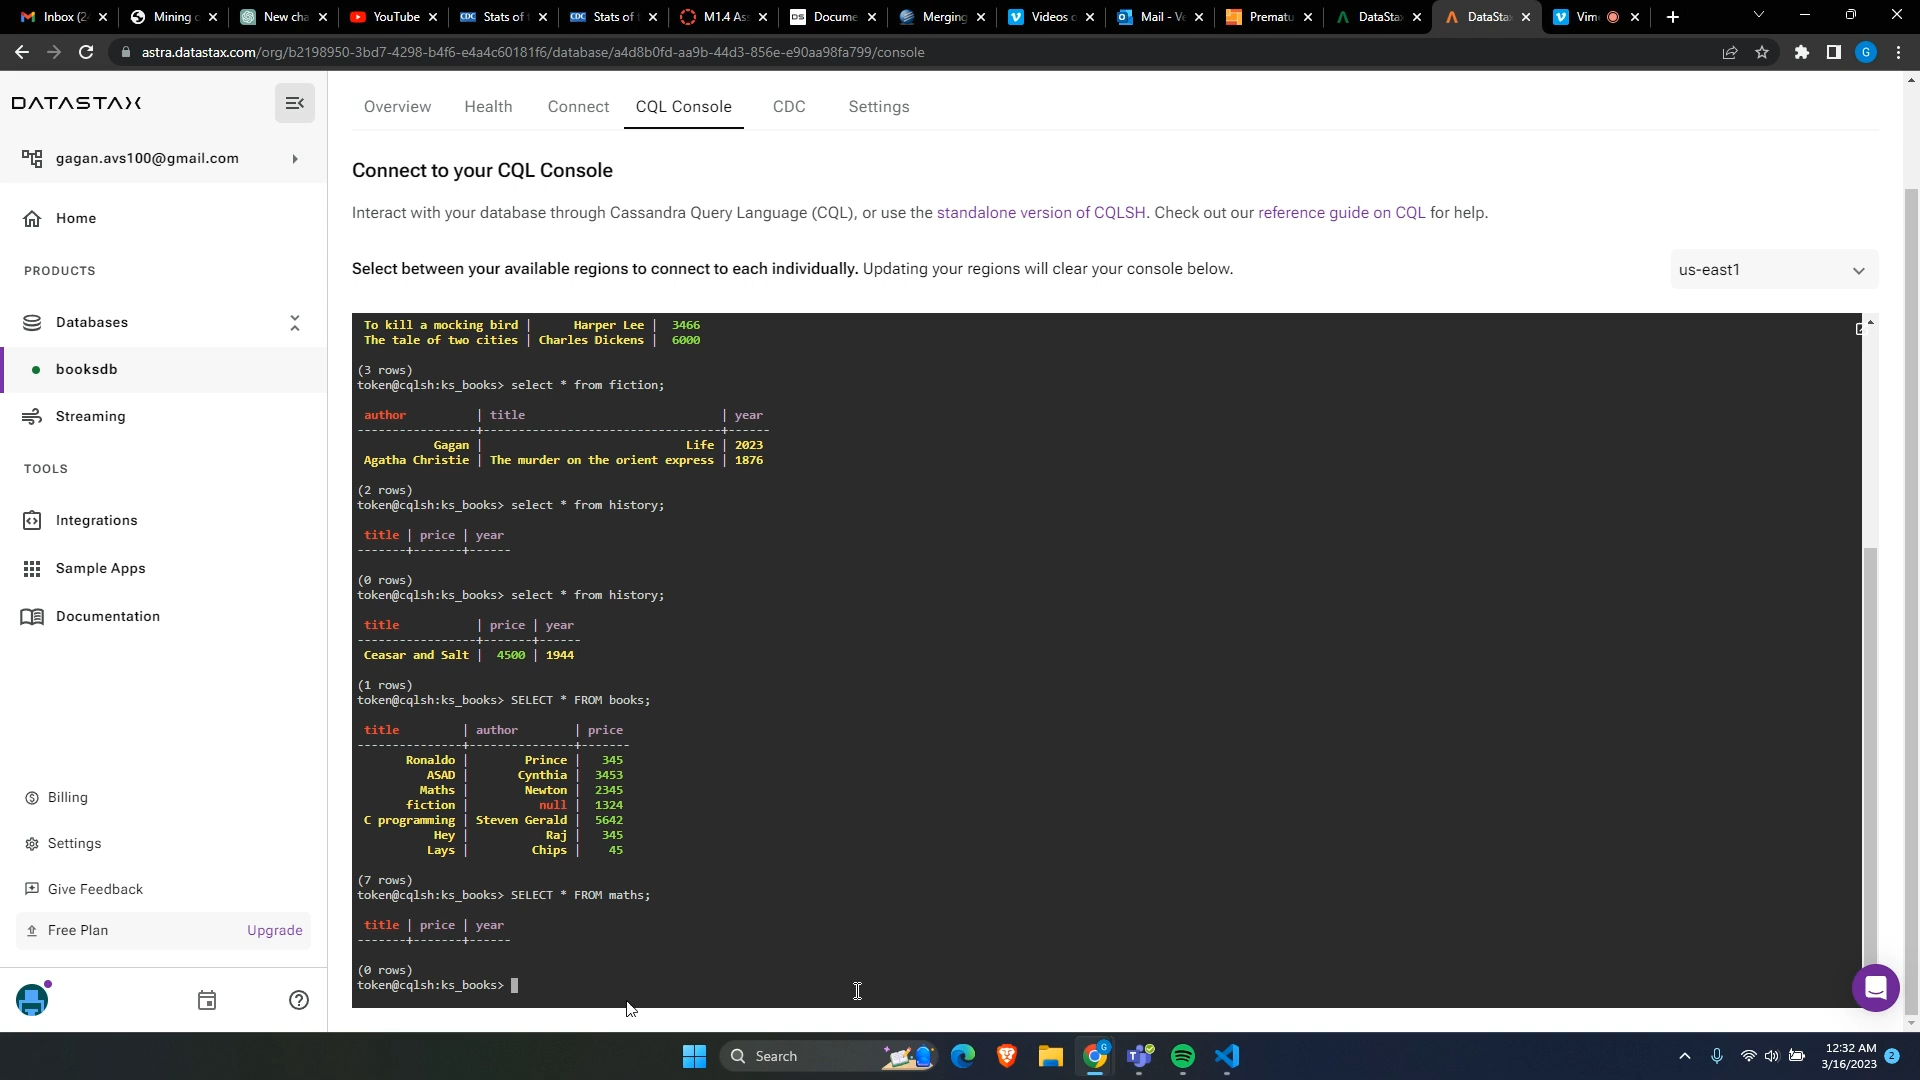 Inbox (24
Mining c
New cha
YouTube
CDC Stats of t
CDC Stats of t
M1.4 Ass
DS Docume
Merging
Videos o
Mail - Ve
Prematu
DataStax
DataStax
Vim
astra.datastax.com/org/b2198950-3bd7-4298-b4f6-e4a4c60181f6/database/a4d8b0fd-aa9b-44d3-856e-e90aa98fa799/console
G
DATASTAX
gagan.avs100@gmail.com
Home
PRODUCTS
Databases
booksdb
Streaming
TOOLS
Integrations
Sample Apps
Documentation
Billing
Settings
Give Feedback
Free Plan Upgrade
Overview Health Connect CQL Console CDC Settings
Connect to your CQL Console
Interact with your database through Cassandra Query Language (CQL), or use the standalone version of CQLSH. Check out our reference guide on CQL for help.
Select between your available regions to connect to each individually. Updating your regions will clear your console below.
us-east1
To kill a mocking bird | Harper Lee | 3466
The tale of two cities | Charles Dickens | 6000
(3 rows)
token@cqlsh:ks_books> select * from fiction;
author | title | year
-----------------+----------------------------------+------
Gagan | Life | 2023
Agatha Christie | The murder on the orient express | 1876
(2 rows)
token@cqlsh:ks_books> select * from history;
title | price | year
-------+-------+------
(0 rows)
token@cqlsh:ks_books> select * from history;
title | price | year
-----------------+-------+------
Ceasar and Salt | 4500 | 1944
(1 rows)
token@cqlsh:ks_books> SELECT * FROM books;
title | author | price
---------------+---------------+-------
Ronaldo | Prince | 345
ASAD | Cynthia | 3453
Maths | Newton | 2345
fiction | null | 1324
C programming | Steven Gerald | 5642
Hey | Raj | 345
Lays | Chips | 45
(7 rows)
token@cqlsh:ks_books> SELECT * FROM maths;
title | price | year
-------+-------+------
(0 rows)
token@cqlsh:ks_books>
Search
G
12:32 AM
3/16/2023
2